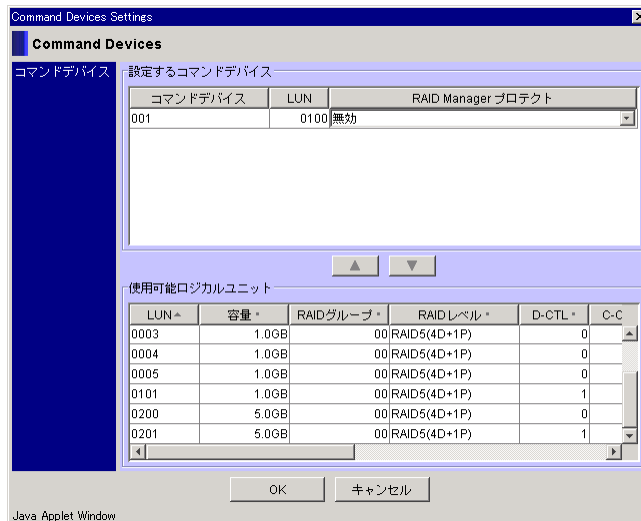 Command Devices Settings
Command Devices
コマンドデバイス
設定するコマンドデバイス
コマンドデバイス LUN RAID Manager プロテクト
001 0100 無効
使用可能ロジカルユニット
LUN 容量 RAIDグループ RAIDレベル D-CTL C-C
0003 1.0GB 00 RAID5(4D+1P) 0
0004 1.0GB 00 RAID5(4D+1P) 0
0005 1.0GB 00 RAID5(4D+1P) 0
0101 1.0GB 00 RAID5(4D+1P) 1
0200 5.0GB 00 RAID5(4D+1P) 0
0201 5.0GB 00 RAID5(4D+1P) 1
OK キャンセル
Java Applet Window